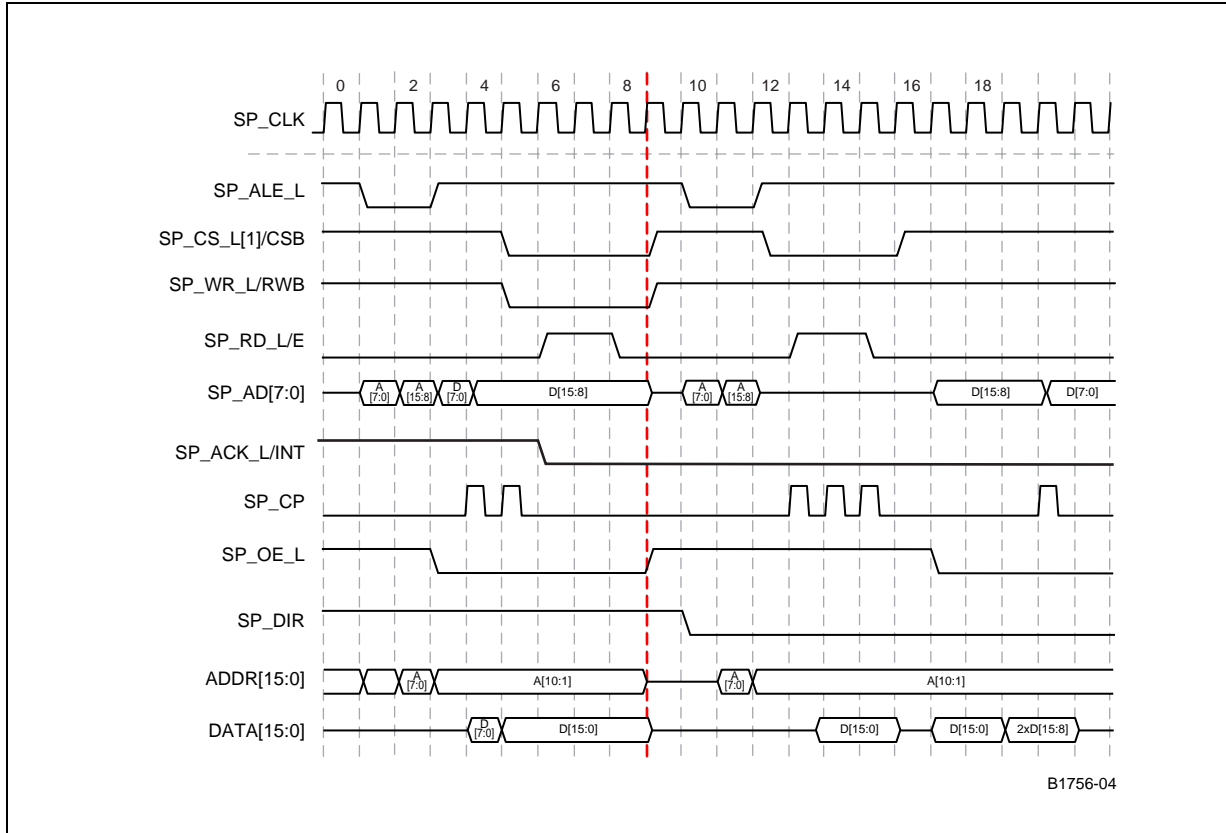 0 2 4 6 8 10 12 14 16 18
SP_CLK
SP_ALE_L
SP_CS_L[1]/CSB
SP_WR_L/RWB
SP_RD_L/E
SP_AD[7:0] A [7:0] A [15:8] D [7:0] D[15:8] A [7:0] A [15:8] D[15:8] D[7:0]
SP_ACK_L/INT
SP_CP
SP_OE_L
SP_DIR
ADDR[15:0] A [7:0] A[10:1] A [7:0] A[10:1]
DATA[15:0] D [7:0] D[15:0] D[15:0] D[15:0] 2xD[15:8]
B1756-04